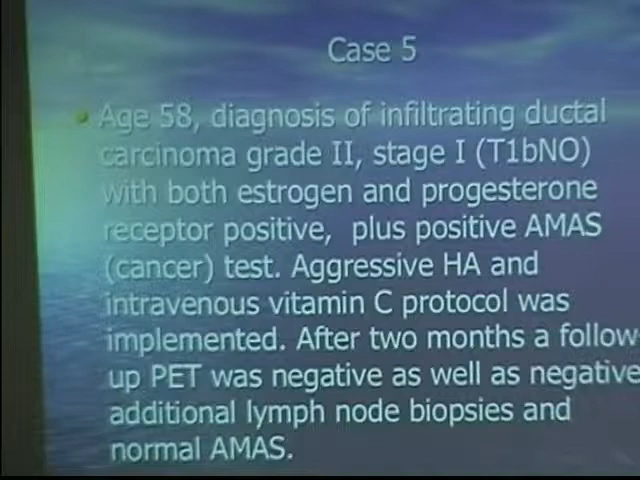 Case 5
Age 58, diagnosis of infiltrating ductal
carcinoma grade II, stage I (T1bNO)
with both estrogen and progesterone
receptor positive, plus positive AMAS
(cancer) test. Aggressive HA and
intravenous vitamin C protocol was
implemented. After two months a follow-
up PET was negative as well as negative
additional lymph node biopsies and
normal AMAS.